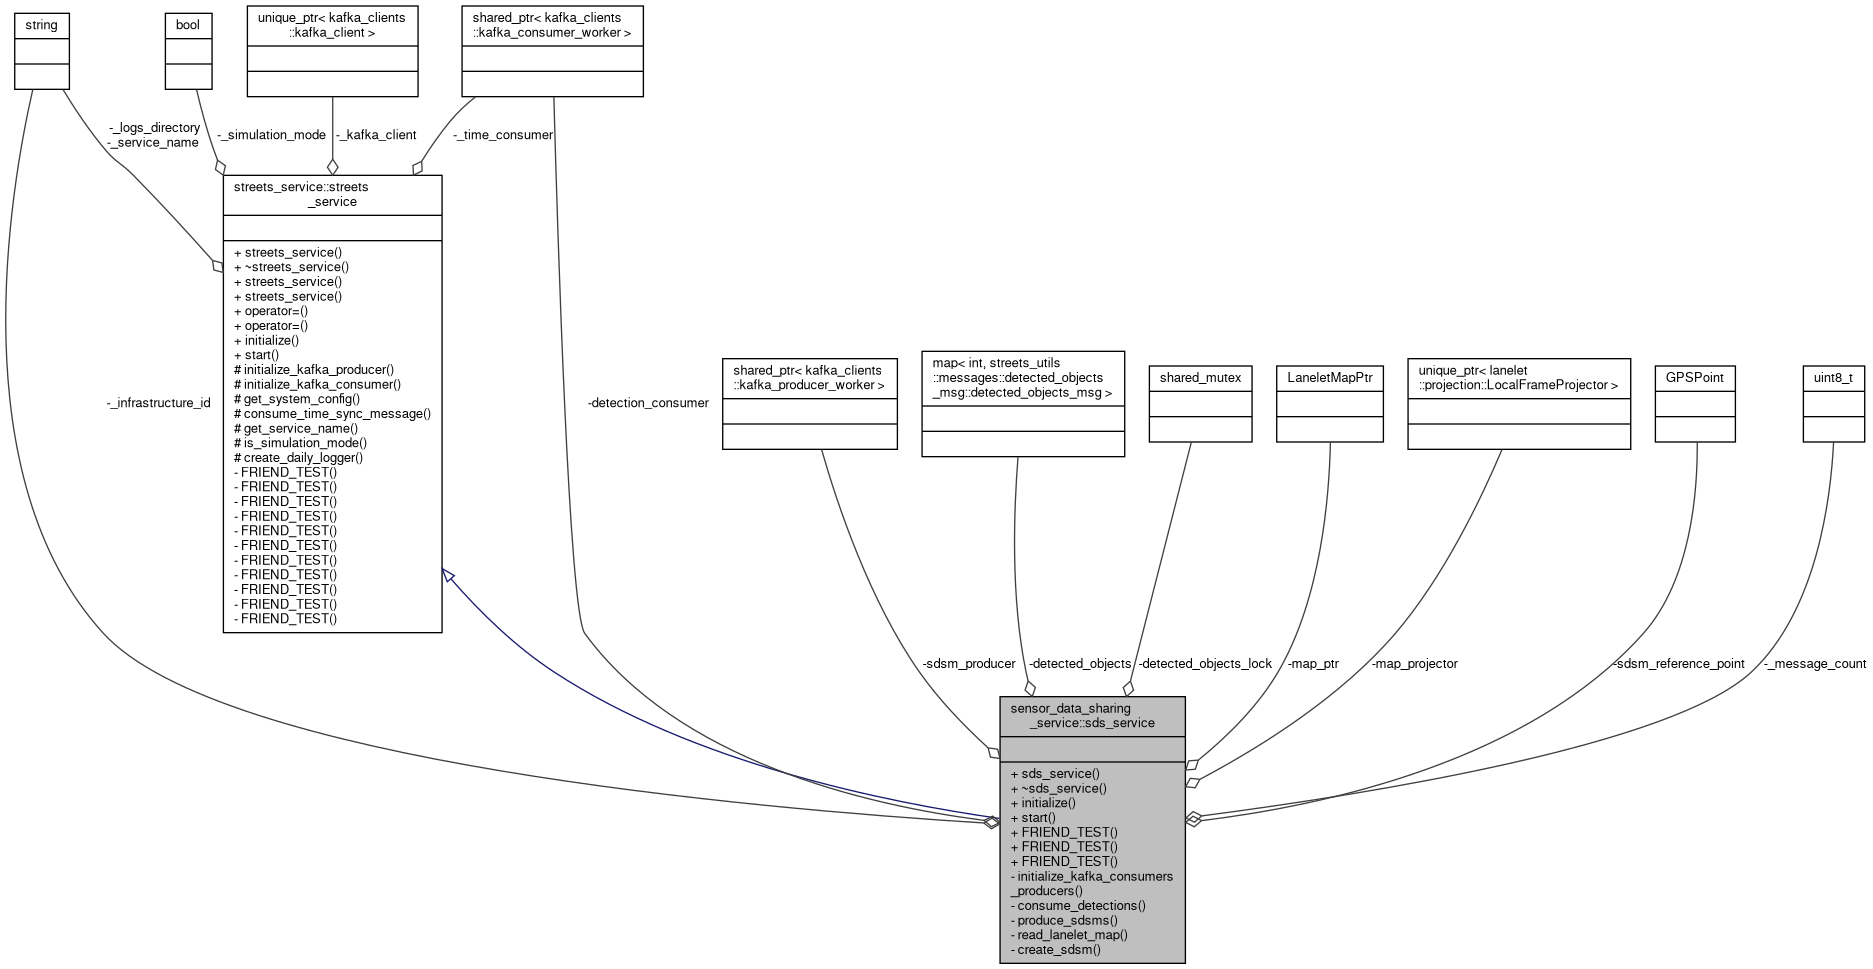 string
bool
unique_ptr< kafka_clients
::kafka_client >
shared_ptr< kafka_clients
::kafka_consumer_worker >
-_logs_directory
-_service_name
-_simulation_mode
-_kafka_client
-_time_consumer
streets_service::streets
_service
+ streets_service()
+ ~streets_service()
+ streets_service()
+ streets_service()
+ operator=()
+ operator=()
+ initialize()
+ start()
# initialize_kafka_producer()
# initialize_kafka_consumer()
# get_system_config()
# consume_time_sync_message()
# get_service_name()
# is_simulation_mode()
# create_daily_logger()
- FRIEND_TEST()
- FRIEND_TEST()
- FRIEND_TEST()
- FRIEND_TEST()
- FRIEND_TEST()
- FRIEND_TEST()
- FRIEND_TEST()
- FRIEND_TEST()
- FRIEND_TEST()
- FRIEND_TEST()
- FRIEND_TEST()
-_infrastructure_id
-detection_consumer
shared_ptr< kafka_clients
::kafka_producer_worker >
map< int, streets_utils
::messages::detected_objects
_msg::detected_objects_msg >
shared_mutex
LaneletMapPtr
unique_ptr< lanelet
::projection::LocalFrameProjector >
GPSPoint
uint8_t
-sdsm_producer
-detected_objects
-detected_objects_lock
-map_ptr
-map_projector
-sdsm_reference_point
-_message_count
sensor_data_sharing
_service::sds_service
+ sds_service()
+ ~sds_service()
+ initialize()
+ start()
+ FRIEND_TEST()
+ FRIEND_TEST()
+ FRIEND_TEST()
- initialize_kafka_consumers
_producers()
- consume_detections()
- produce_sdsms()
- read_lanelet_map()
- create_sdsm()